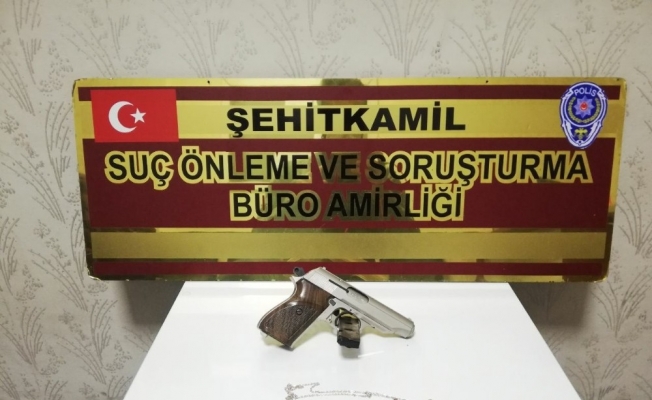 ŞEHİTKAMİL
POLİS
SUÇ ÖNLEME VE SORUŞTURMA
BÜRO AMİRLİĞİ